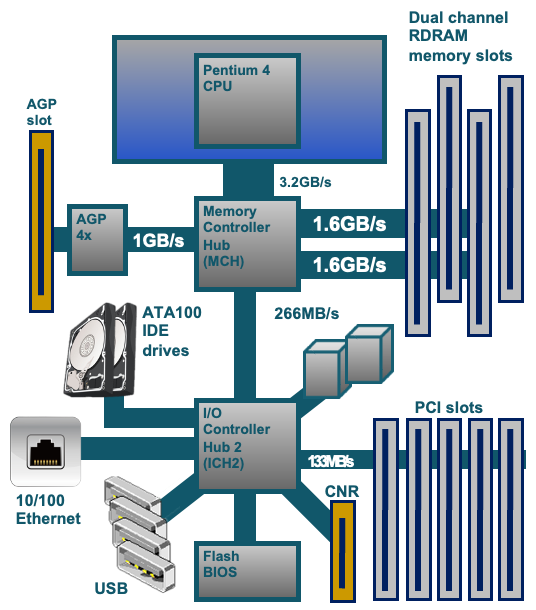 Dual channel
RDRAM
memory slots
Pentium 4
CPU
AGP
slot
3.2GB/s
Memory
Controller
Hub
(MCH)
AGP
4x
1GB/s
1.6GB/s
1.6GB/s
ATA100
IDE
drives
266MB/s
I/O
Controller
Hub 2
(ICH2)
PCI slots
133MB/s
10/100
Ethernet
CNR
USB
Flash
BIOS